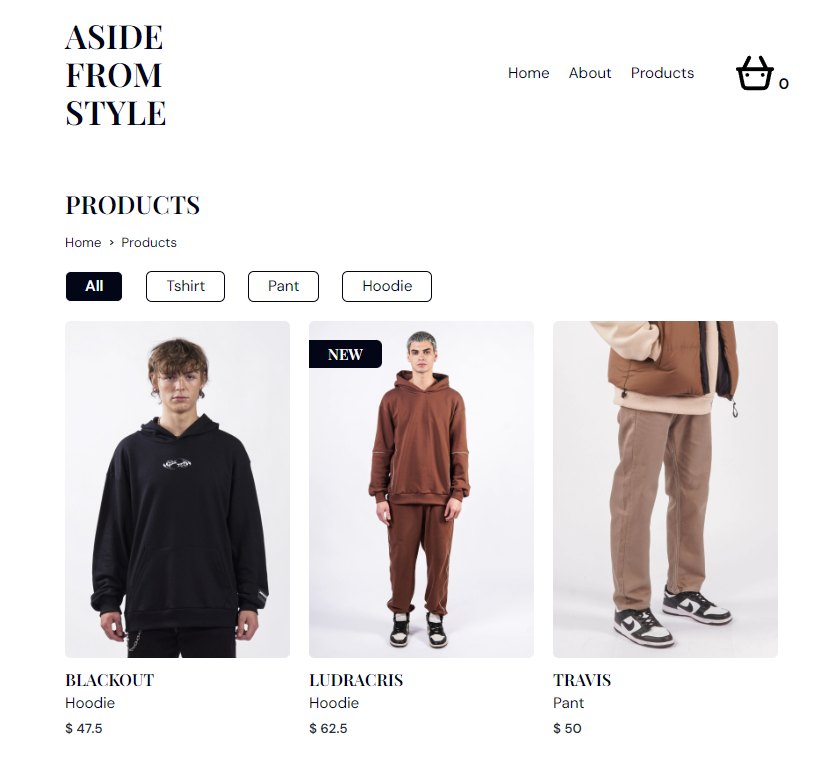 ASIDE
FROM
STYLE
Home About Products
0
PRODUCTS
Home > Products
All Tshirt Pant Hoodie
NEW
BLACKOUT
Hoodie
$ 47.5
LUDRACRIS
Hoodie
$ 62.5
TRAVIS
Pant
$ 50